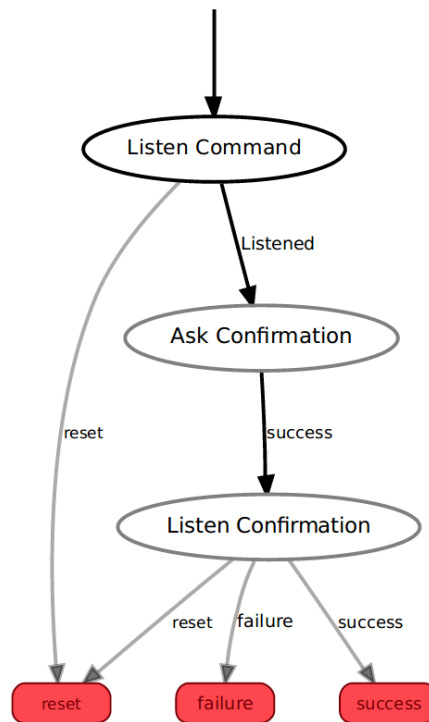 Listen Command
Listened
Ask Confirmation
reset
success
Listen Confirmation
reset
failure
success
reset
failure
success